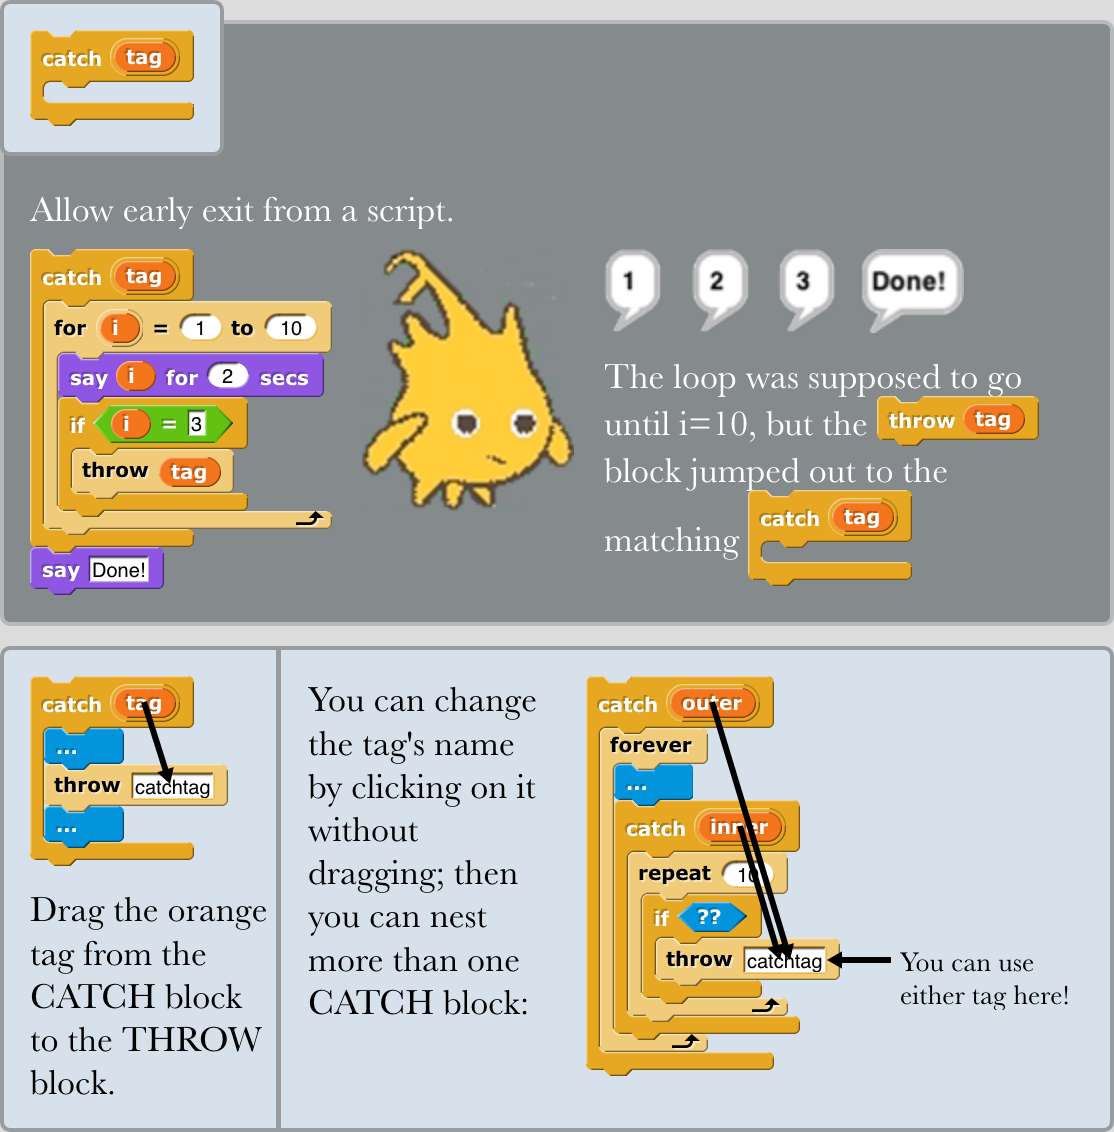 catch tag
Allow early exit from a script.
catch tag
for i = 1 to 10
say i for 2 secs
if i = 3
throw tag
say Done!
1 2 3 Done!
The loop was supposed to go
until i=10, but the throw tag
block jumped out to the
matching catch tag
catch tag
...
throw catchtag
...
Drag the orange
tag from the
CATCH block
to the THROW
block.
You can change
the tag's name
by clicking on it
without
dragging; then
you can nest
more than one
CATCH block:
catch outer
forever
...
catch inner
repeat 10
if ??
throw catchtag
You can use
either tag here!